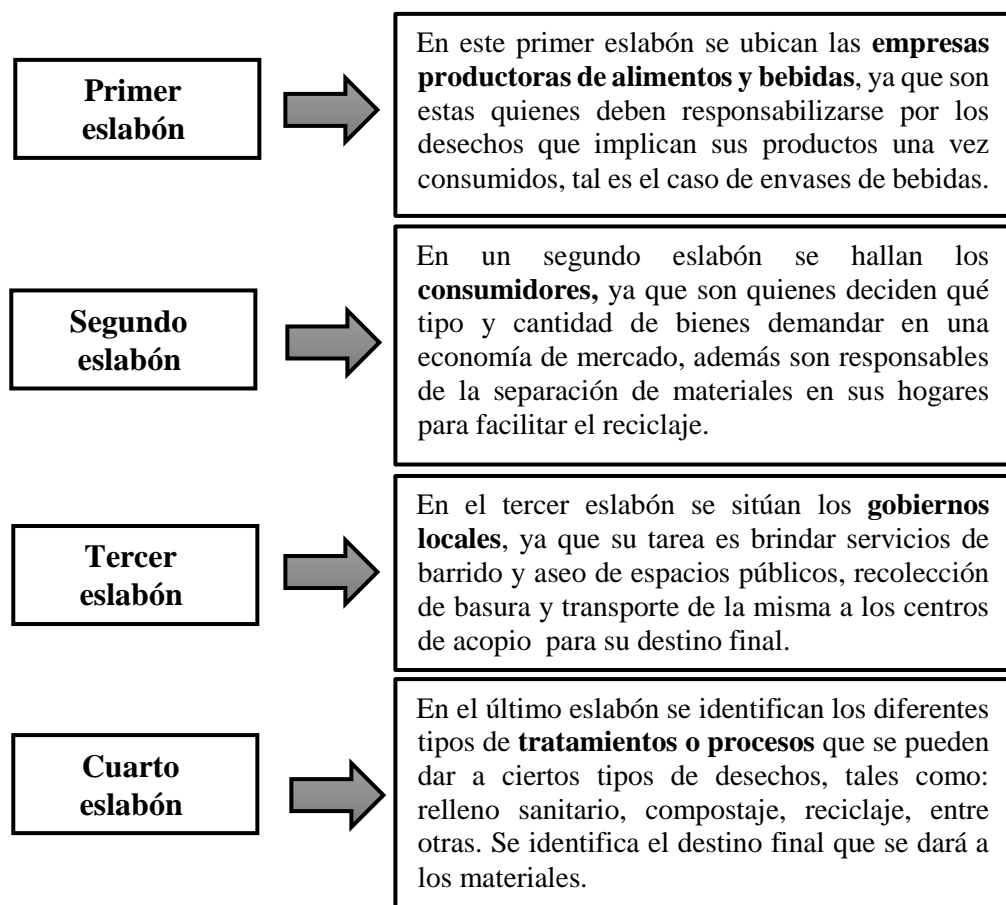 Primer
eslabón
En este primer eslabón se ubican las empresas
productoras de alimentos y bebidas, ya que son
estas quienes deben responsabilizarse por los
desechos que implican sus productos una vez
consumidos, tal es el caso de envases de bebidas.
Segundo
eslabón
En un segundo eslabón se hallan los
consumidores, ya que son quienes deciden qué
tipo y cantidad de bienes demandar en una
economía de mercado, además son responsables
de la separación de materiales en sus hogares
para facilitar el reciclaje.
Tercer
eslabón
En el tercer eslabón se sitúan los gobiernos
locales, ya que su tarea es brindar servicios de
barrido y aseo de espacios públicos, recolección
de basura y transporte de la misma a los centros
de acopio para su destino final.
Cuarto
eslabón
En el último eslabón se identifican los diferentes
tipos de tratamientos o procesos que se pueden
dar a ciertos tipos de desechos, tales como:
relleno sanitario, compostaje, reciclaje, entre
otras. Se identifica el destino final que se dará a
los materiales.